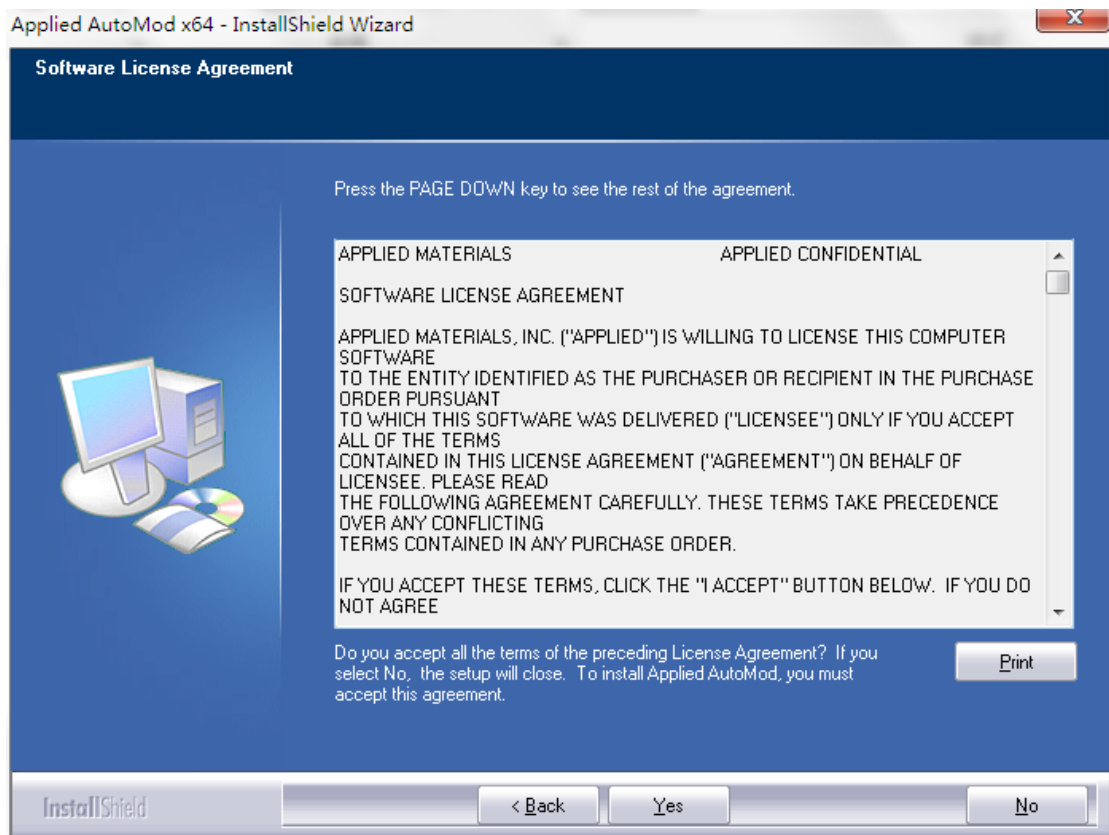 Applied AutoMod x64 - InstallShield Wizard
Software License Agreement
Press the PAGE DOWN key to see the rest of the agreement.
APPLIED MATERIALS APPLIED CONFIDENTIAL
SOFTWARE LICENSE AGREEMENT
APPLIED MATERIALS, INC. ("APPLIED") IS WILLING TO LICENSE THIS COMPUTER
SOFTWARE
TO THE ENTITY IDENTIFIED AS THE PURCHASER OR RECIPIENT IN THE PURCHASE
ORDER PURSUANT
TO WHICH THIS SOFTWARE WAS DELIVERED ("LICENSEE") ONLY IF YOU ACCEPT
ALL OF THE TERMS
CONTAINED IN THIS LICENSE AGREEMENT ("AGREEMENT") ON BEHALF OF
LICENSEE. PLEASE READ
THE FOLLOWING AGREEMENT CAREFULLY. THESE TERMS TAKE PRECEDENCE
OVER ANY CONFLICTING
TERMS CONTAINED IN ANY PURCHASE ORDER.
IF YOU ACCEPT THESE TERMS, CLICK THE "I ACCEPT" BUTTON BELOW. IF YOU DO
NOT AGREE
Do you accept all the terms of the preceding License Agreement? If you
select No, the setup will close. To install Applied AutoMod, you must
accept this agreement.
Print
InstallShield
< Back
Yes
No